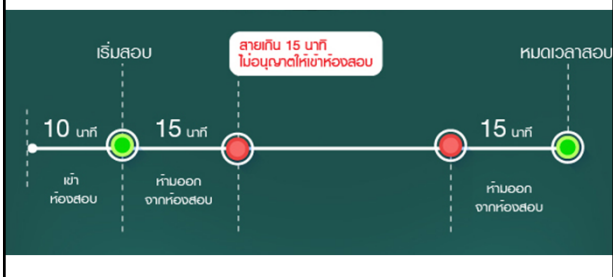 เริ่มสอบ
สายเกิน 15 นาที
ไม่อนุญาตให้เข้าห้องสอบ
หมดเวลาสอบ
10 นาที
15 นาที
15 นาที
เข้า
ห้องสอบ
ห้ามออก
จากห้องสอบ
ห้ามออก
จากห้องสอบ